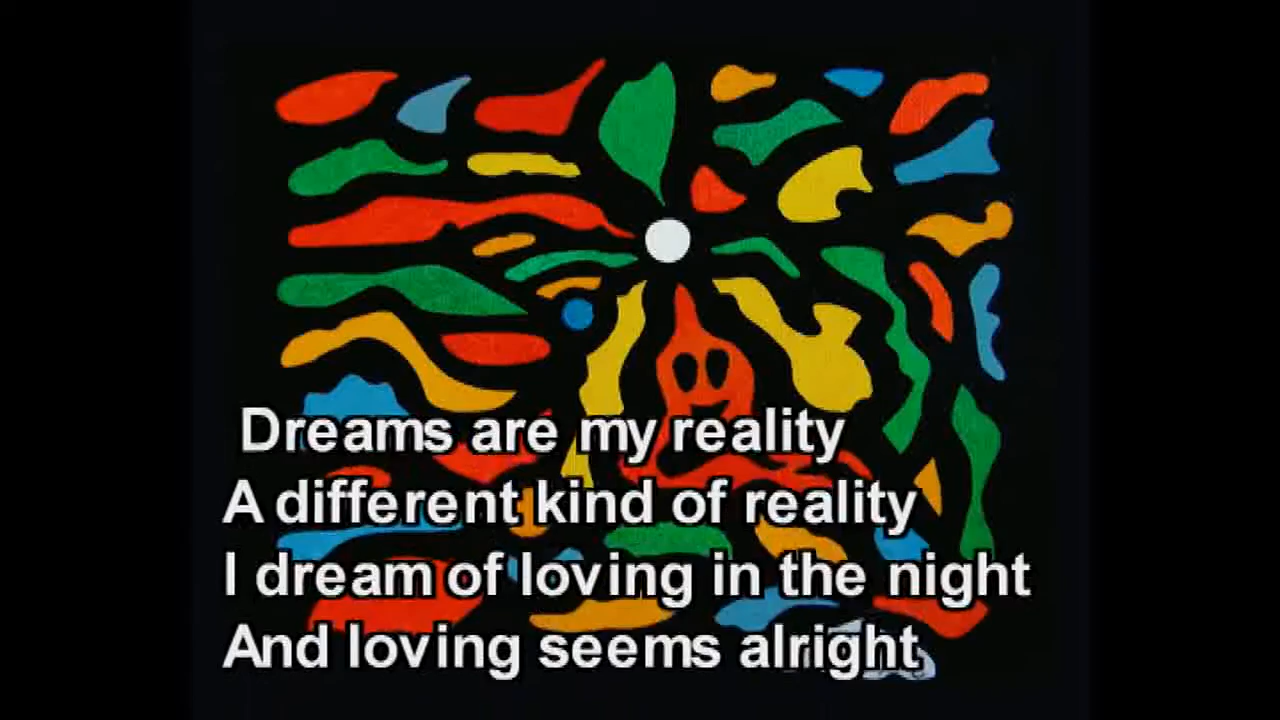 Dreams are my reality
A different kind of reality
I dream of loving in the night
And loving seems alright